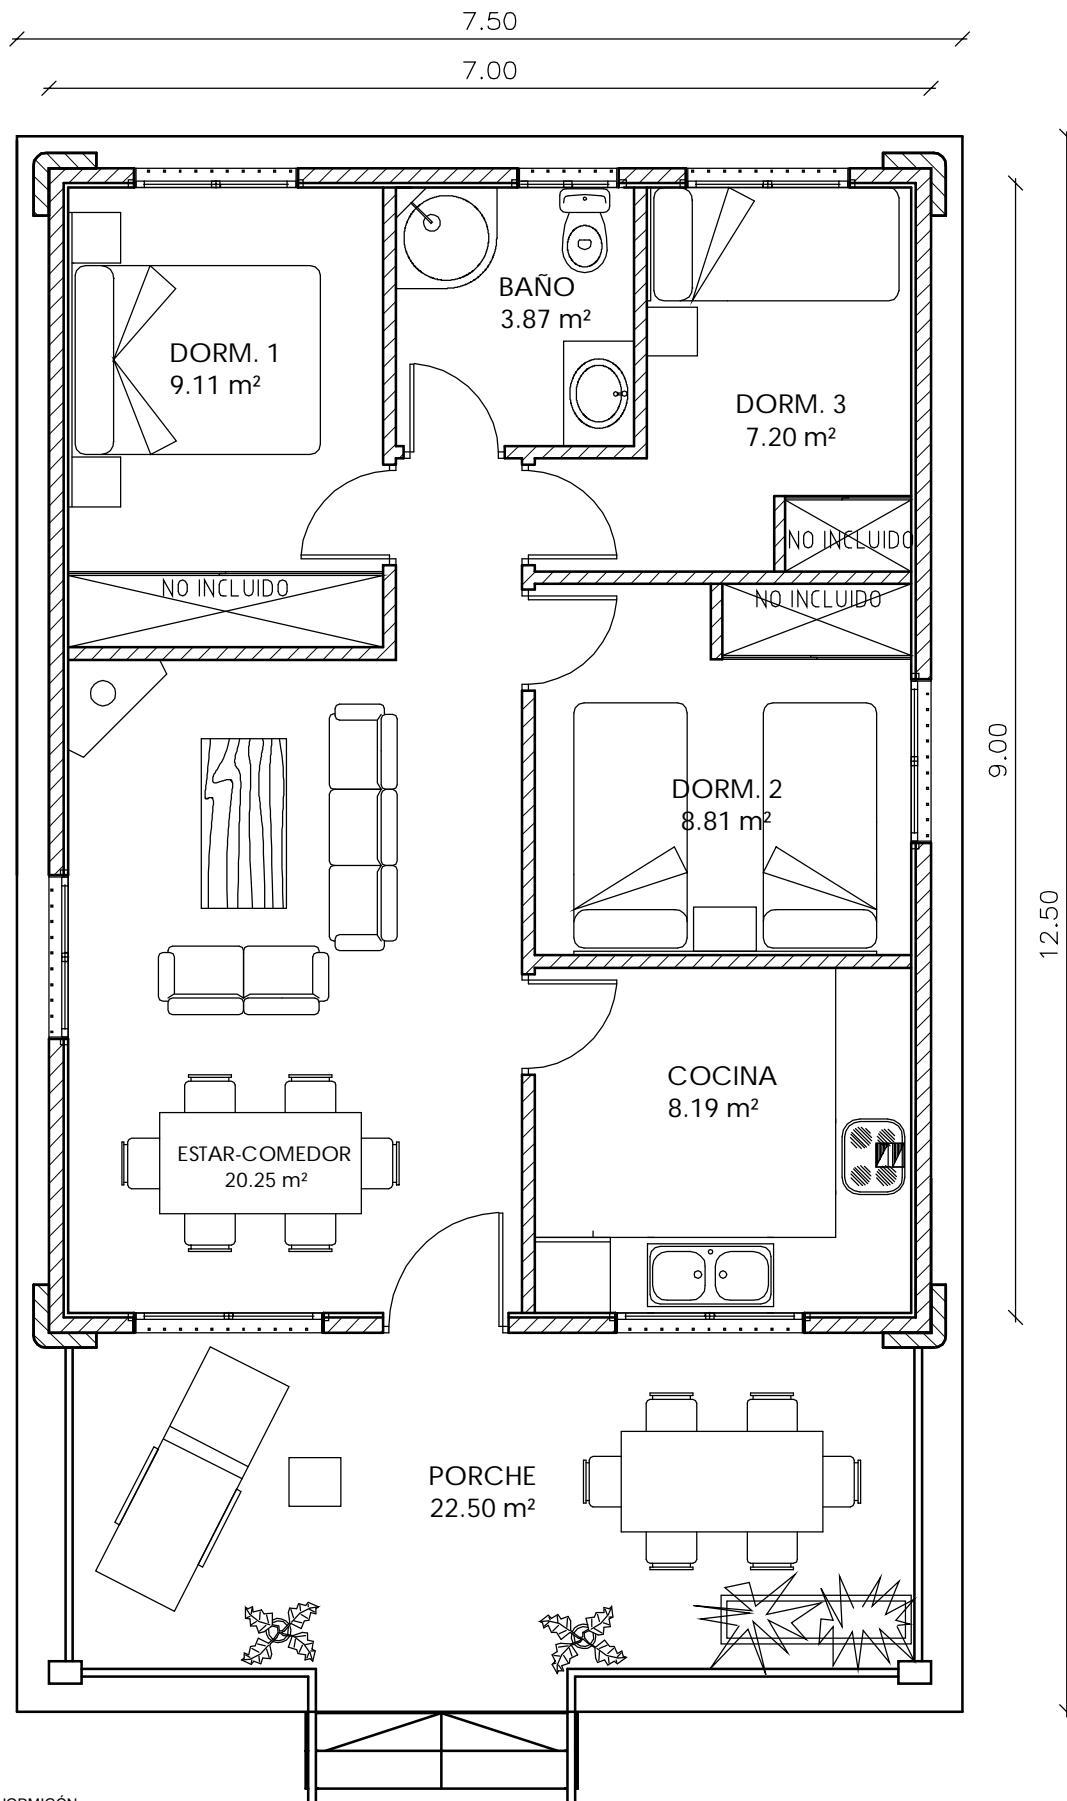 7.50
7.00
BAÑO
3.87 m²
DORM. 1
9.11 m²
DORM. 3
7.20 m²
NO INCLUIDO
NO INCLUIDO
NO INCLUIDO
9.00
DORM. 2
8.81 m²
12.50
COCINA
8.19 m²
ESTAR-COMEDOR
20.25 m²
PORCHE
22.50 m²